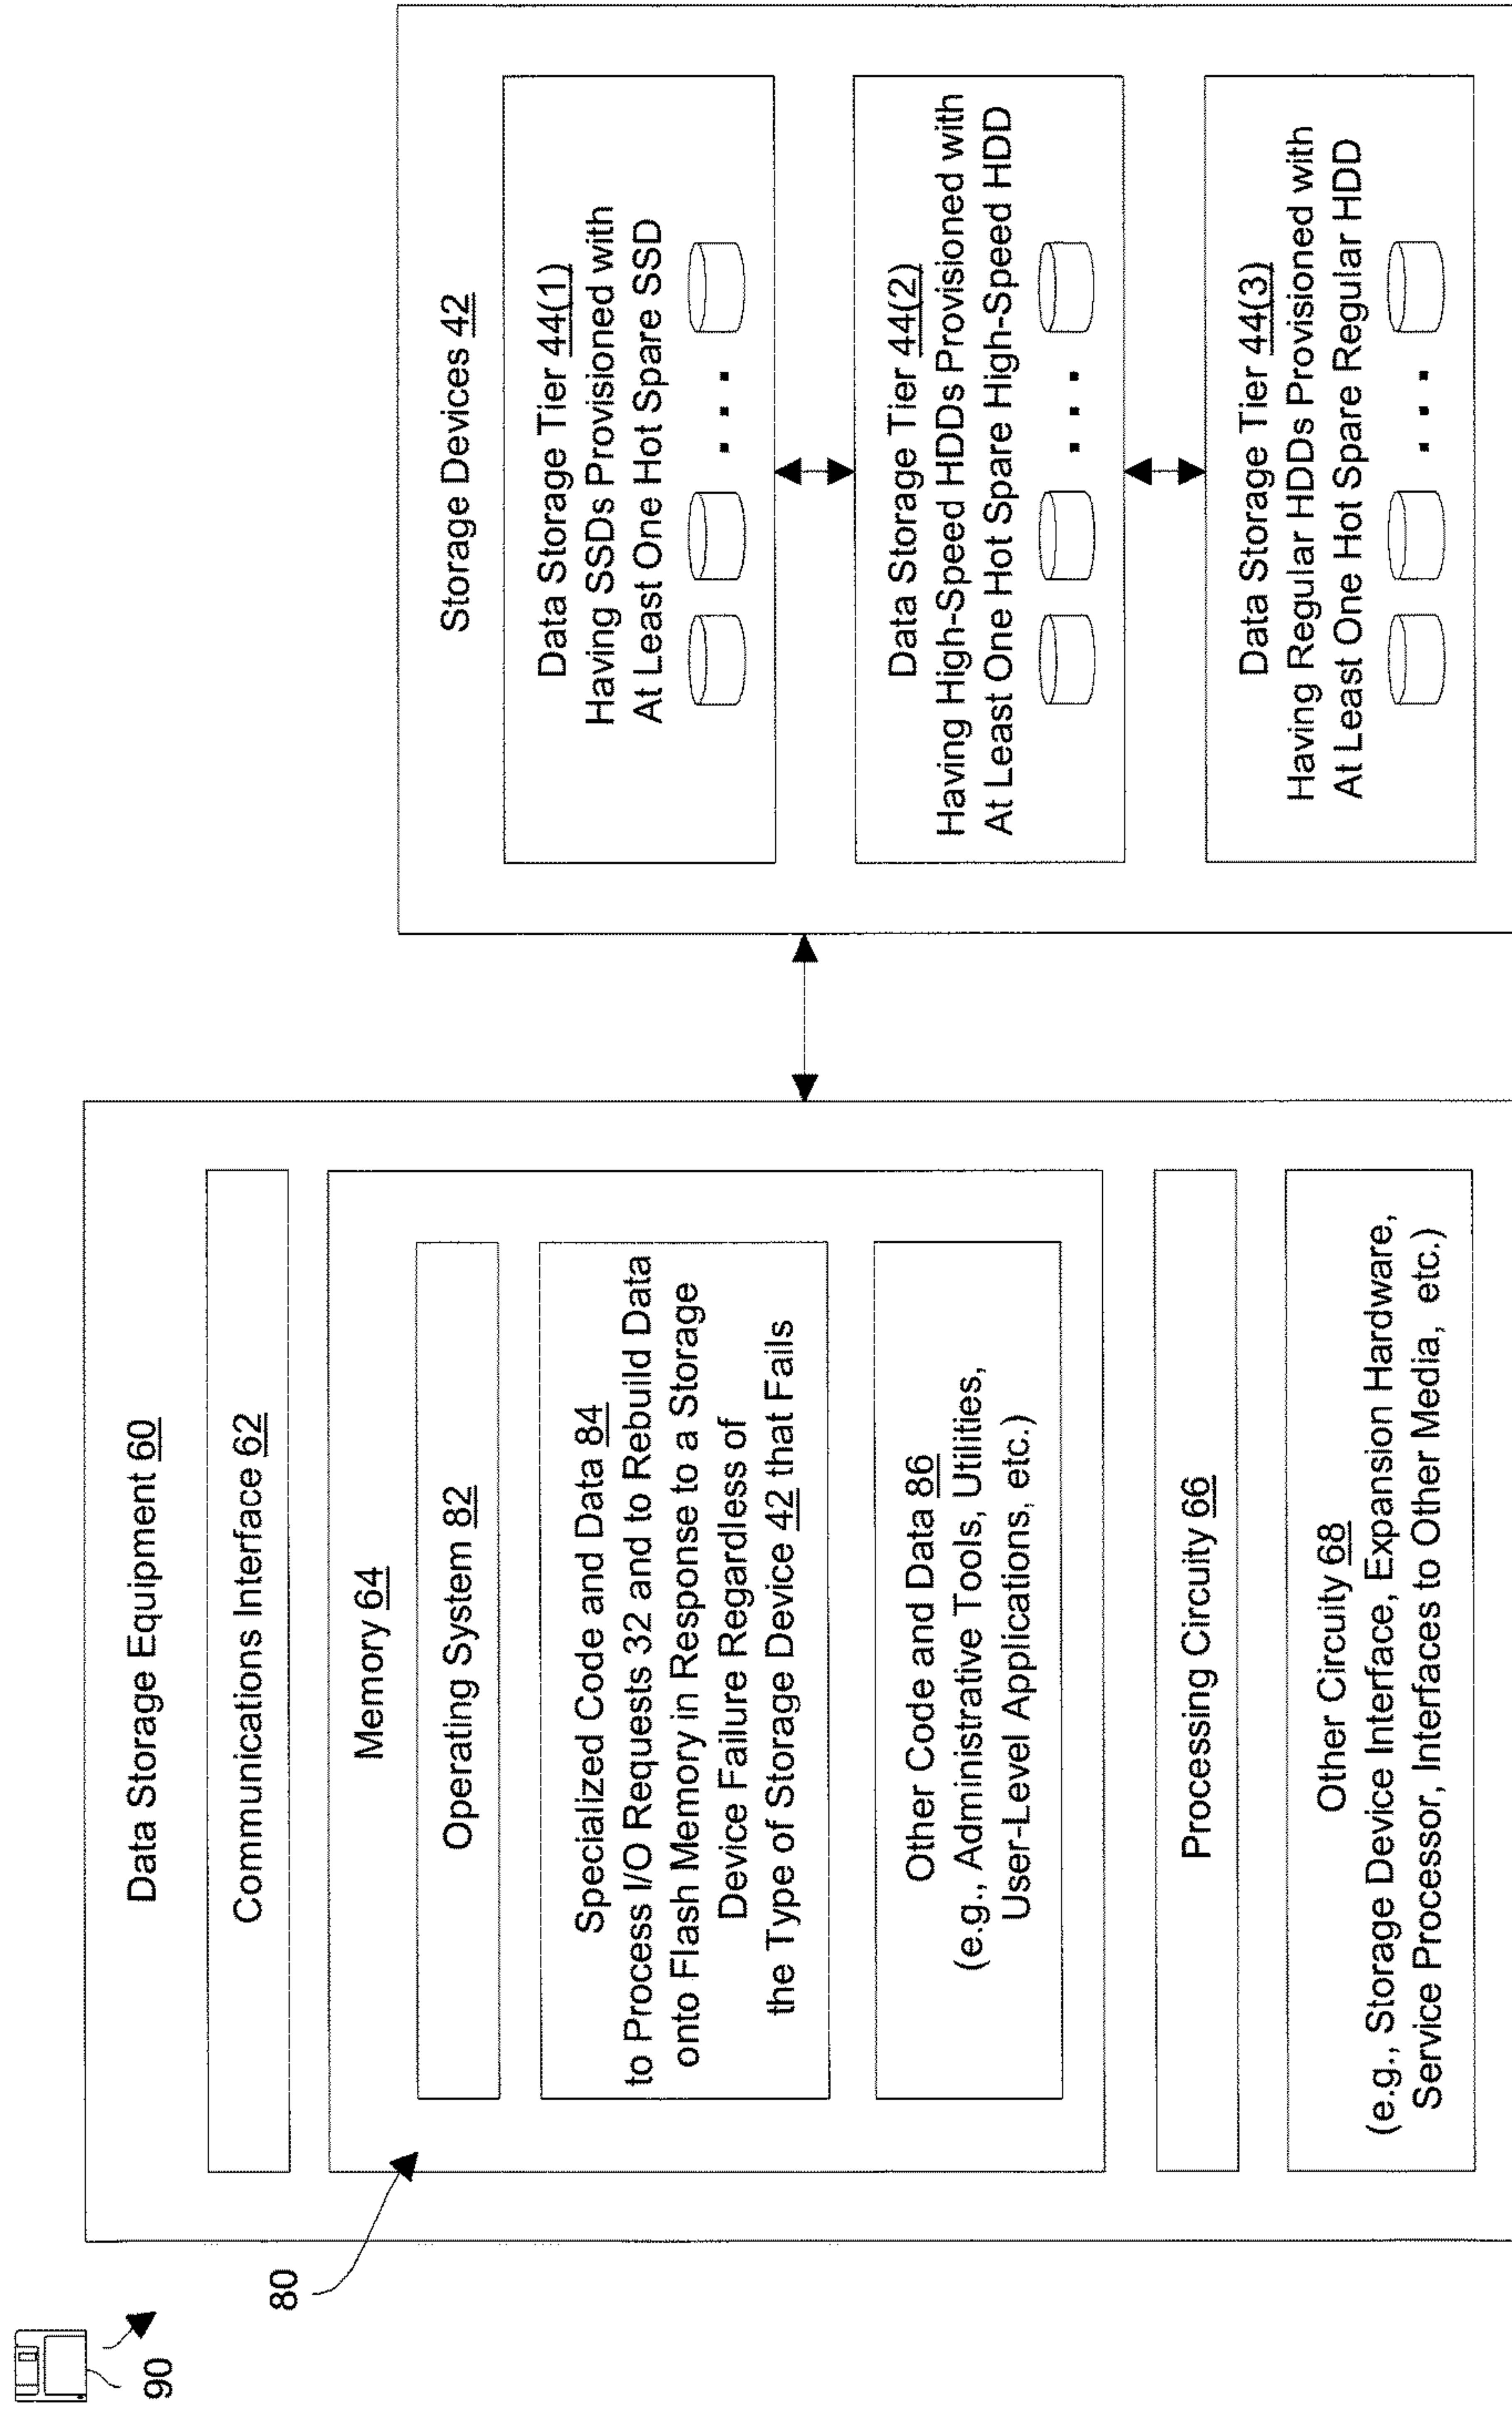 90
80
Data Storage Equipment 60
Communications Interface 62
Memory 64
Operating System 82
Specialized Code and Data 84
to Process I/O Requests 32 and to Rebuild Data
onto Flash Memory in Response to a Storage
Device Failure Regardless of
the Type of Storage Device 42 that Fails
Other Code and Data 86
(e.g., Administrative Tools, Utilities,
User-Level Applications, etc.)
Processing Circuity 66
Other Circuity 68
(e.g., Storage Device Interface, Expansion Hardware,
Service Processor, Interfaces to Other Media, etc.)
Storage Devices 42
Data Storage Tier 44(1)
Having SSDs Provisioned with
At Least One Hot Spare SSD
Data Storage Tier 44(2)
Having High-Speed HDDs Provisioned with
At Least One Hot Spare High-Speed HDD
Data Storage Tier 44(3)
Having Regular HDDs Provisioned with
At Least One Hot Spare Regular HDD